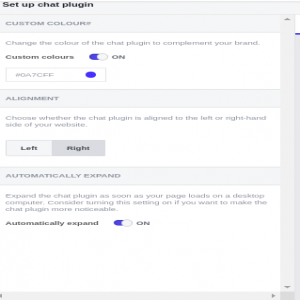 Set up chat plugin
CUSTOM COLOUR?
Change the colour of the chat plugin to complement your brand.
Custom colours ON
#0A7CFF
ALIGNMENT
Choose whether the chat plugin is aligned to the left or right-hand
side of your website.
Left Right
AUTOMATICALLY EXPAND
Expand the chat plugin as soon as your page loads on a desktop
computer. Consider turning this setting on if you want to make the
chat plugin more noticeable.
Automatically expand ON